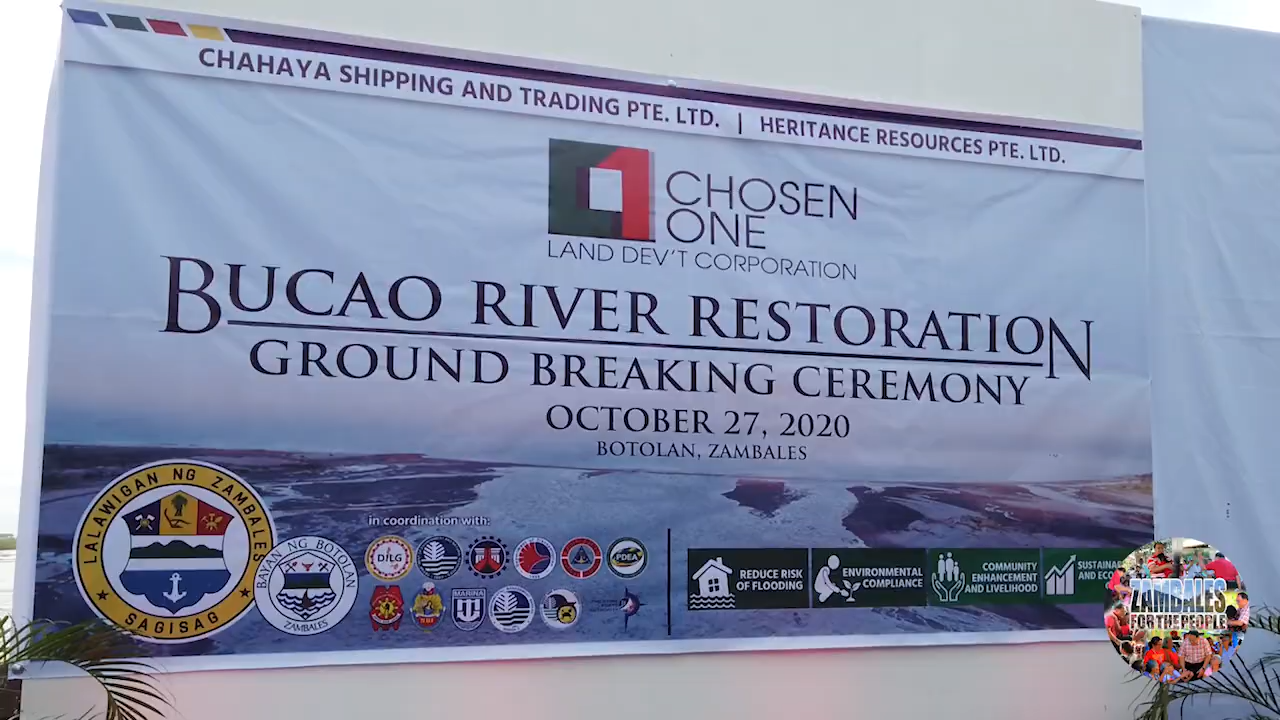 CHAHAYA SHIPPING AND TRADING PTE. LTD. | HERITANCE RESOURCES PTE. LTD.
CHOSEN
ONE
LAND DEV'T CORPORATION
BUCAO RIVER RESTORATION
GROUND BREAKING CEREMONY
OCTOBER 27, 2020
BOTOLAN, ZAMBALES
LALAWIGAN NG ZAMBALES
SAGISAG
BAYAN NG BOTOLAN
ZAMBALES
in coordination with:
DILG
PDEA
MARINA
REDUCE RISK
OF FLOODING
ENVIRONMENTAL
COMPLIANCE
COMMUNITY
ENHANCEMENT
AND LIVELIHOOD
ZAMBALES
FOR THE PEOPLE